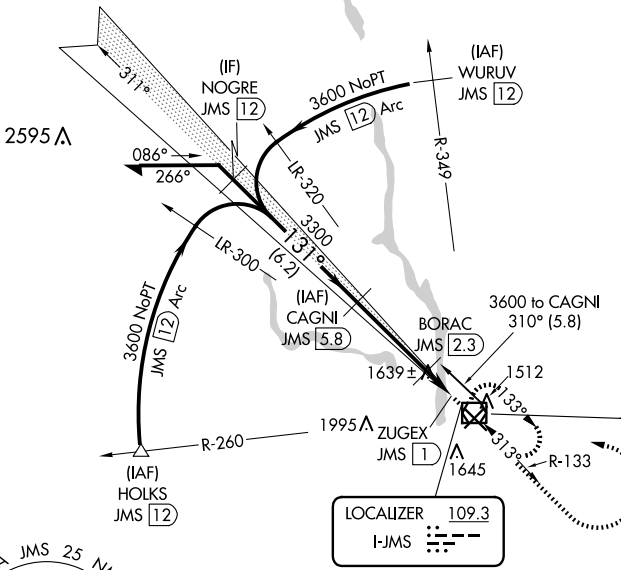 311°
(IF)
NOGRE
JMS 12
3600 NoPT
JMS 12 Arc
(IAF)
WURUV
JMS 12
2595
086°
266°
LR-320
R-349
LR-300
3300
131°
(6.2)
3600 NoPT
JMS 12 Arc
(IAF)
CAGNI
JMS 5.8
BORAC
JMS 2.3
3600 to CAGNI
310° (5.8)
1639 ±
1512
133°
1995
ZUGEX
JMS 1
R-260
313°
R-133
1645
(IAF)
HOLKS
JMS 12
LOCALIZER 109.3
I-JMS
JMS 25